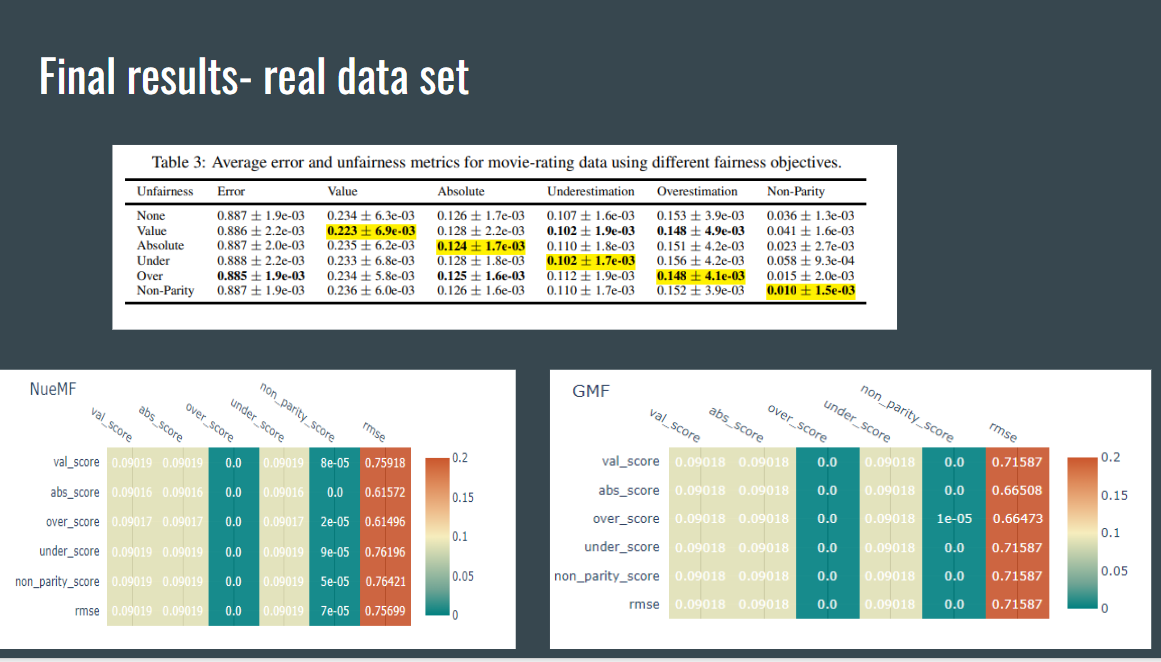 Final results- real data set
Table 3: Average error and unfairness metrics for movie-rating data using different fairness objectives.
Unfairness Error Value Absolute Underestimation Overestimation Non-Parity
None 0.887 ± 1.9e-03 0.234 ± 6.3e-03 0.126 ± 1.7e-03 0.107 ± 1.6e-03 0.153 ± 3.9e-03 0.036 ± 1.3e-03
Value 0.886 ± 2.2e-03 0.223 ± 6.9e-03 0.128 ± 2.2e-03 0.102 ± 1.9e-03 0.148 ± 4.9e-03 0.041 ± 1.6e-03
Absolute 0.887 ± 2.0e-03 0.235 ± 6.2e-03 0.124 ± 1.7e-03 0.110 ± 1.8e-03 0.151 ± 4.2e-03 0.023 ± 2.7e-03
Under 0.888 ± 2.2e-03 0.233 ± 6.8e-03 0.128 ± 1.8e-03 0.102 ± 1.7e-03 0.156 ± 4.2e-03 0.058 ± 9.3e-04
Over 0.885 ± 1.9e-03 0.234 ± 5.8e-03 0.125 ± 1.6e-03 0.112 ± 1.9e-03 0.148 ± 4.1e-03 0.015 ± 2.0e-03
Non-Parity 0.887 ± 1.9e-03 0.236 ± 6.0e-03 0.126 ± 1.6e-03 0.110 ± 1.7e-03 0.152 ± 3.9e-03 0.010 ± 1.5e-03
NueMF
val_score abs_score over_score under_score non_parity_score rmse
val_score 0.09019 0.09019 0.0 0.09019 8e-05 0.75918
abs_score 0.09016 0.09016 0.0 0.09016 0.0 0.61572
over_score 0.09017 0.09017 0.0 0.09017 2e-05 0.61496
under_score 0.09019 0.09019 0.0 0.09019 9e-05 0.76196
non_parity_score 0.09019 0.09019 0.0 0.09019 5e-05 0.76421
rmse 0.09019 0.09019 0.0 0.09019 7e-05 0.75699
0.2
0.15
0.1
0.05
0
GMF
val_score abs_score over_score under_score non_parity_score rmse
val_score 0.09018 0.09018 0.0 0.09018 0.0 0.71587
abs_score 0.09018 0.09018 0.0 0.09018 0.0 0.66508
over_score 0.09018 0.09018 0.0 0.09018 1e-05 0.66473
under_score 0.09018 0.09018 0.0 0.09018 0.0 0.71587
non_parity_score 0.09018 0.09018 0.0 0.09018 0.0 0.71587
rmse 0.09018 0.09018 0.0 0.09018 0.0 0.71587
0.2
0.15
0.1
0.05
0